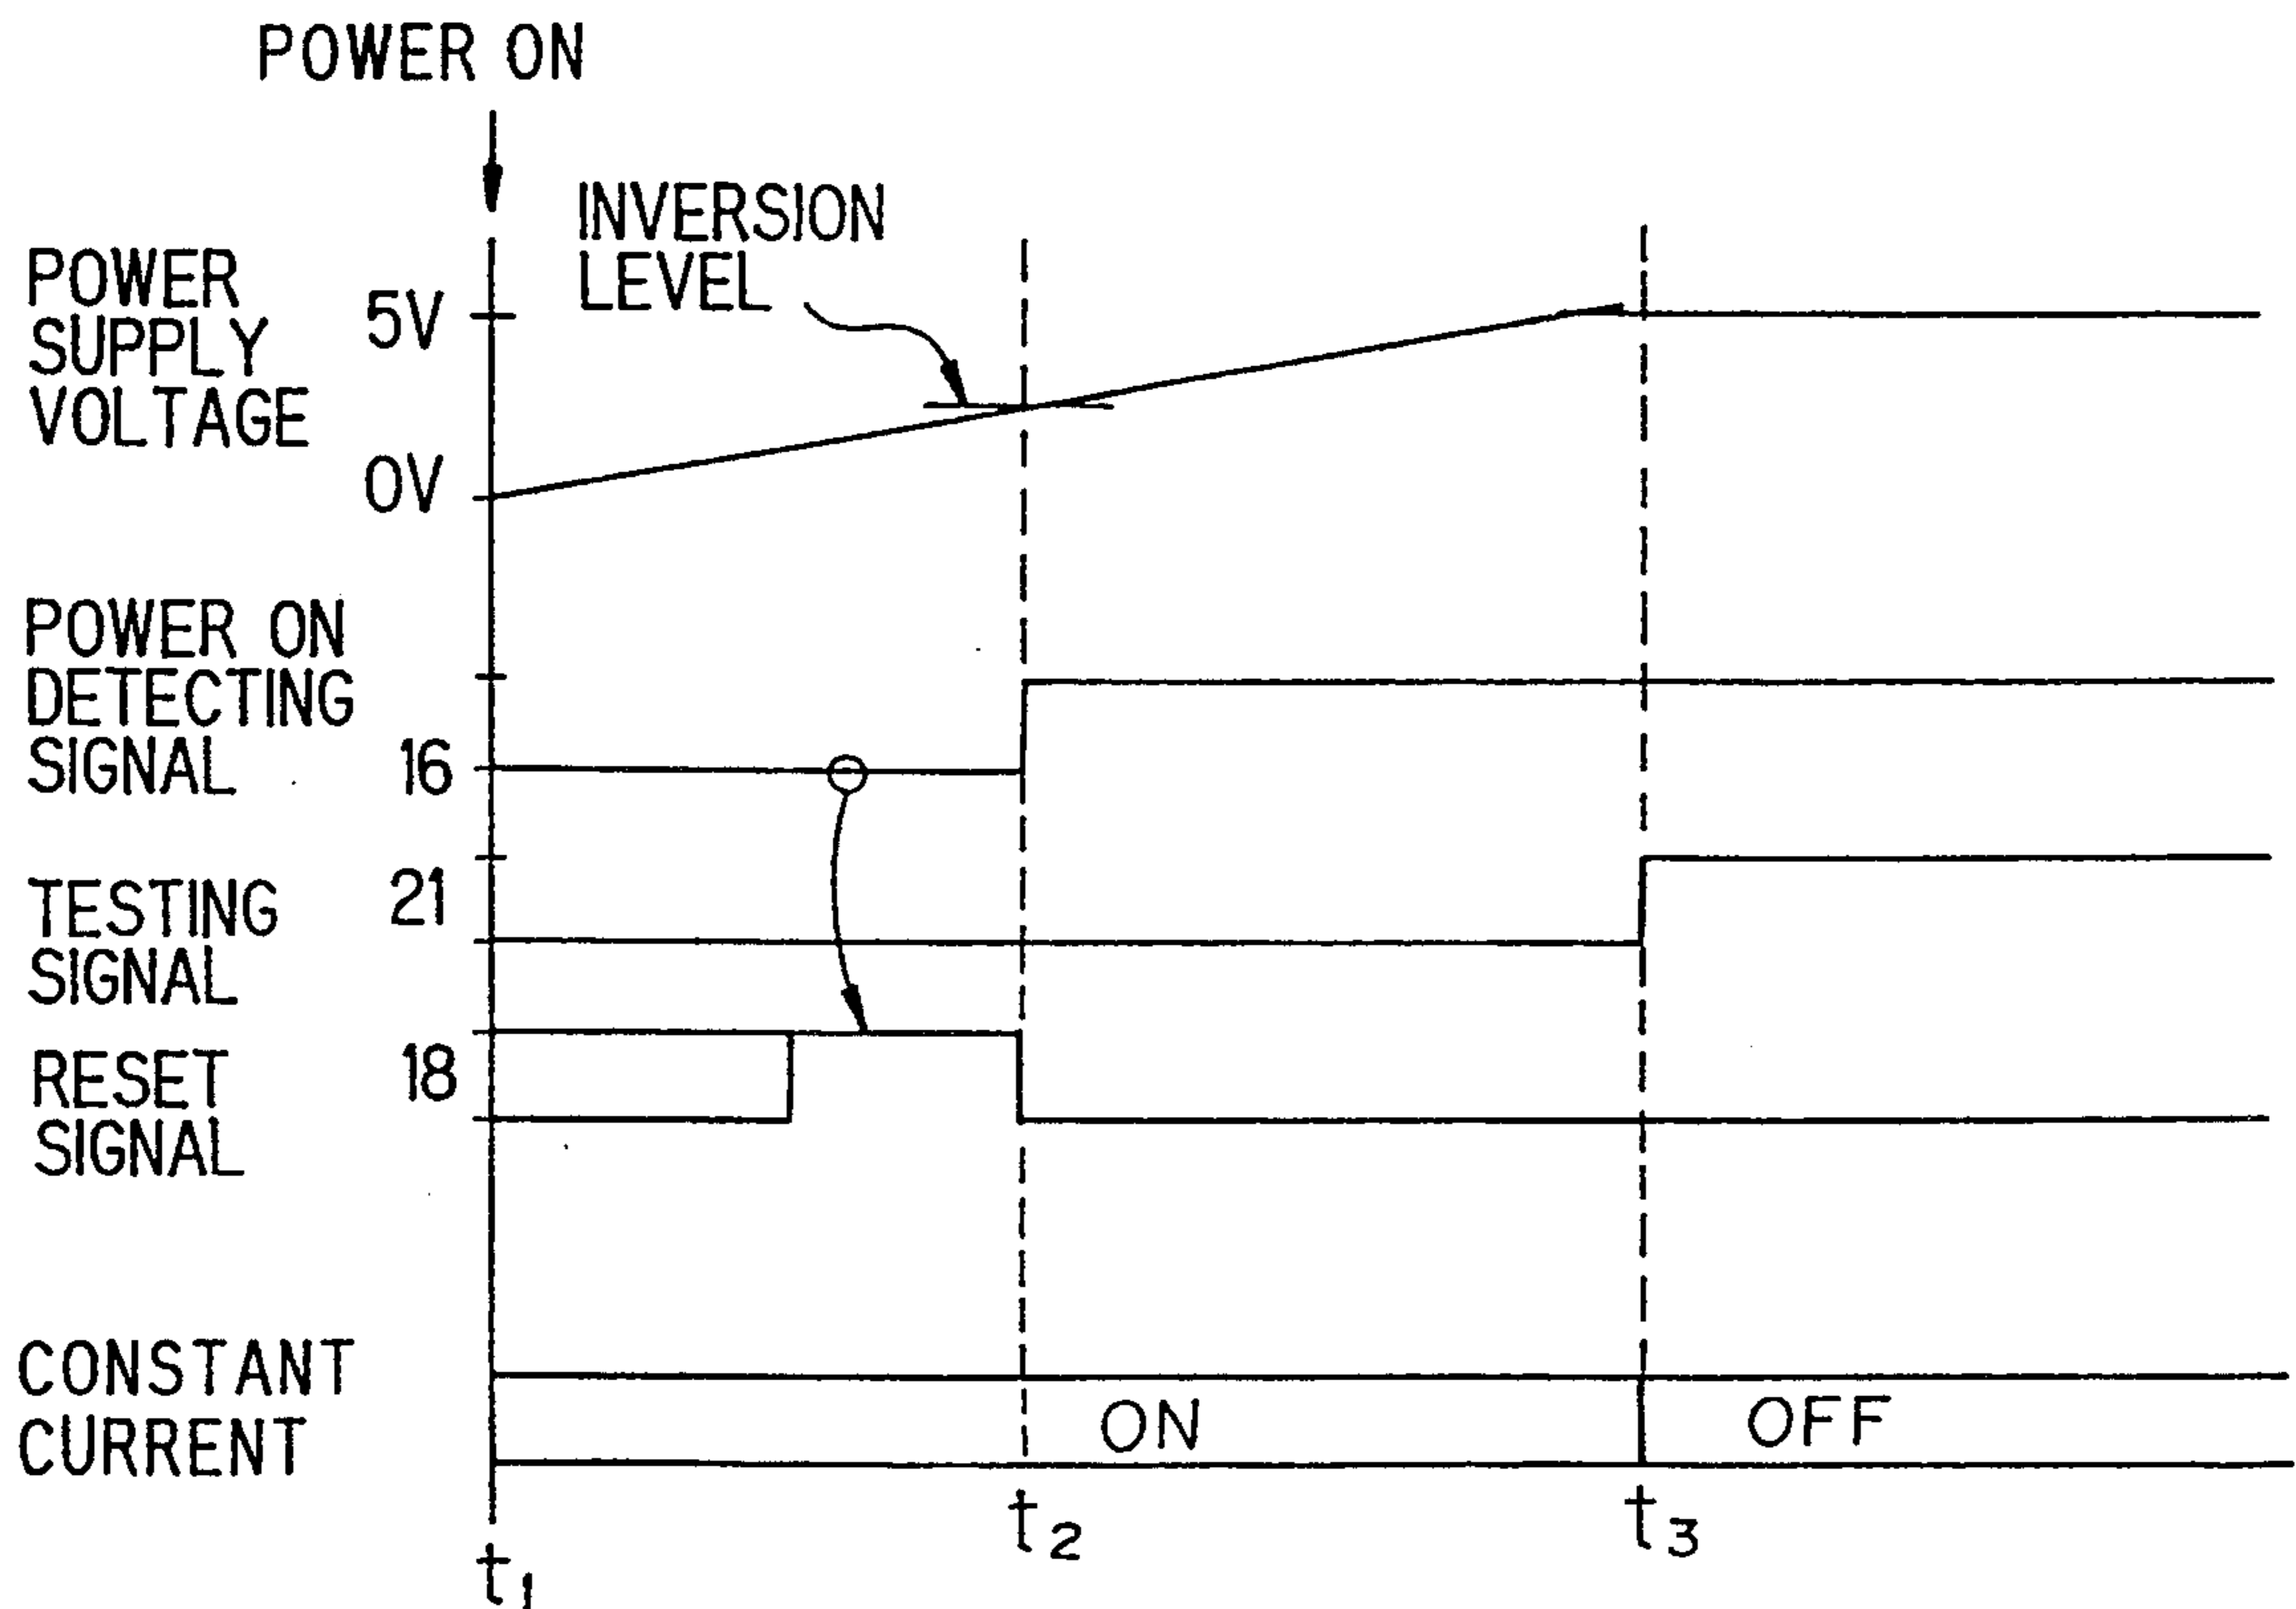 POWER ON
INVERSION
LEVEL
POWER
SUPPLY
VOLTAGE
5V
0V
POWER ON
DETECTING
SIGNAL
16
TESTING
SIGNAL
21
RESET
SIGNAL
18
CONSTANT
CURRENT
ON
OFF
t1
t2
t3